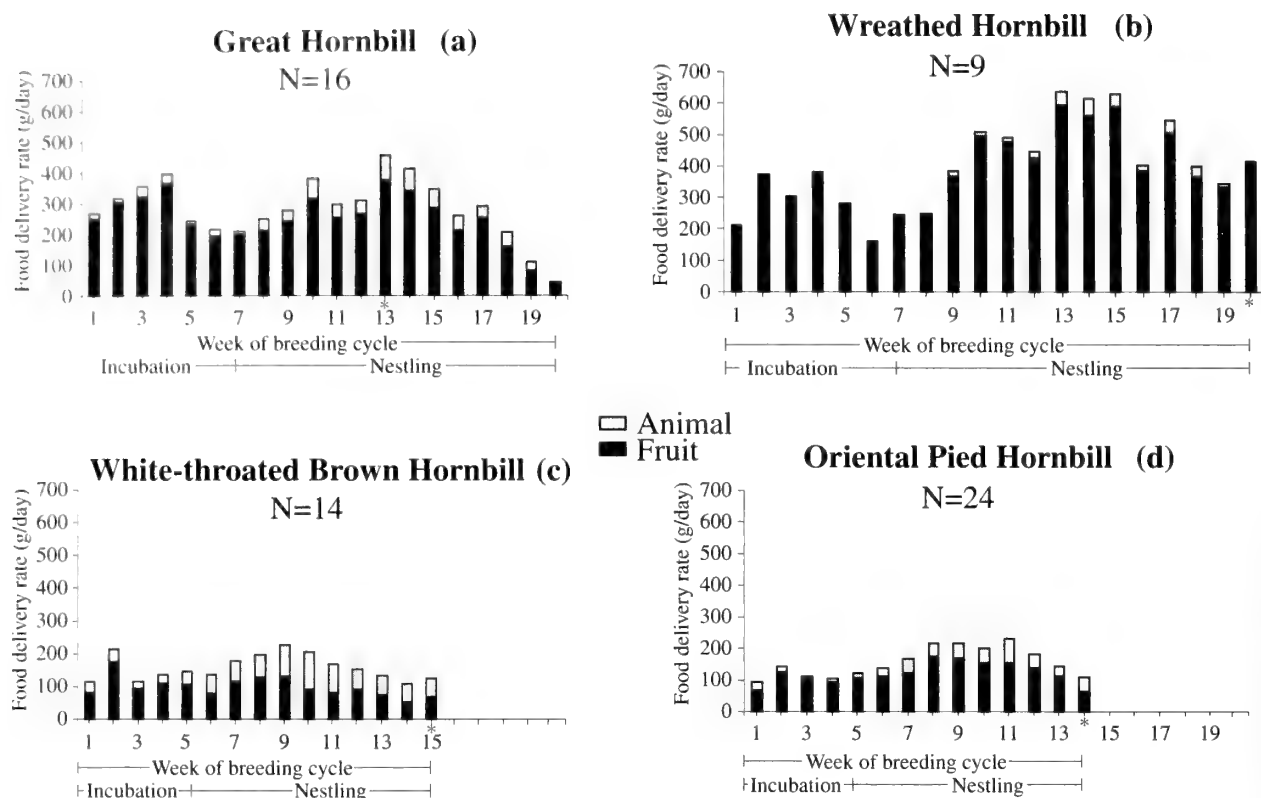 Great Hornbill (a)
N=16
Food delivery rate (g/day)
700
600
500
400
300
200
100
0
1 3 5 7 9 11 13 15 17 19
*
Week of breeding cycle
Incubation Nestling
Wreathed Hornbill (b)
N=9
Food delivery rate (g/day)
700
600
500
400
300
200
100
0
1 3 5 7 9 11 13 15 17 19
*
Week of breeding cycle
Incubation Nestling
Animal
Fruit
White-throated Brown Hornbill (c)
N=14
Food delivery rate (g/day)
700
600
500
400
300
200
100
0
1 3 5 7 9 11 13 15
*
Week of breeding cycle
Incubation Nestling
Oriental Pied Hornbill (d)
N=24
Food delivery rate (g/day)
700
600
500
400
300
200
100
0
1 3 5 7 9 11 * 15 17 19
Week of breeding cycle
Incubation Nestling